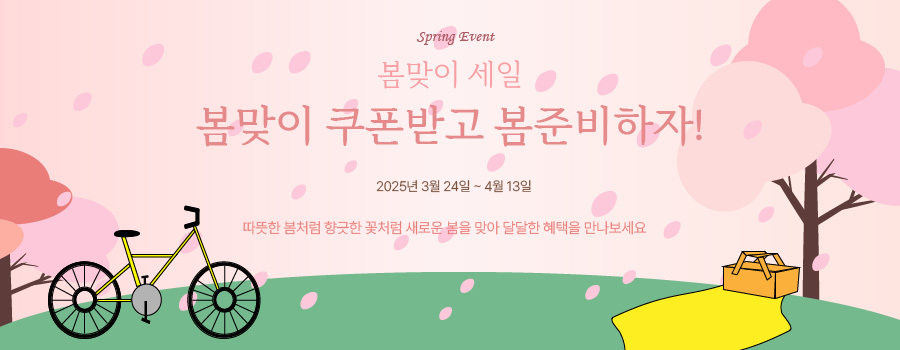 Spring Event
봄맞이 세일
봄맞이 쿠폰받고 봄준비하자!
2025년 3월 24일 ~ 4월 13일
따뜻한 봄처럼 향긋한 꽃처럼 새로운 봄을 맞아 달달한 혜택을 만나보세요